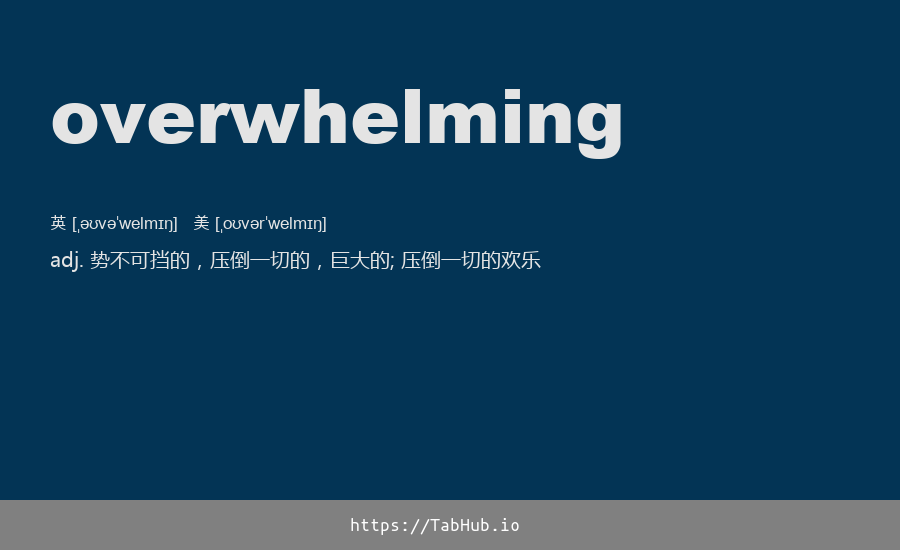 overwhelming
英 [ˌəʊvəˈwelmɪŋ]   美 [ˌoʊvərˈwelmɪŋ]
adj. 势不可挡的，压倒一切的，巨大的; 压倒一切的欢乐
https://TabHub.io